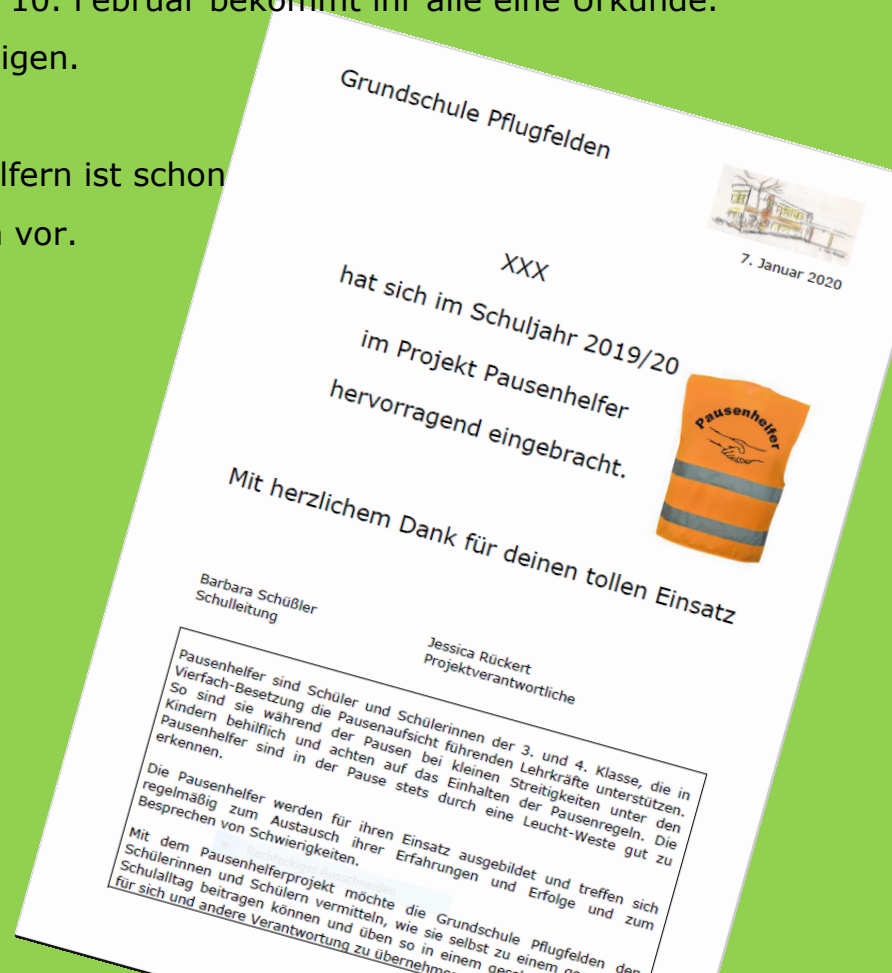 10. Februar bekommt ihr alle eine Urkunde.
igen.
lfern ist schon
vor.
Grundschule Pflugfelden
7. Januar 2020
XXX
hat sich im Schuljahr 2019/20
im Projekt Pausenhelfer
hervorragend eingebracht.
Pausenhelfer
Mit herzlichem Dank für deinen tollen Einsatz
Barbara Schüßler
Schulleitung
Jessica Rückert
Projektverantwortliche
Pausenhelfer sind Schüler und Schülerinnen der 3. und 4. Klasse, die in
Vierfach-Besetzung die Pausenaufsicht führenden Lehrkräfte unterstützen.
So sind sie während der Pausen bei kleinen Streitigkeiten unter den
Kindern behilflich und achten auf das Einhalten der Pausenregeln. Die
Pausenhelfer sind in der Pause stets durch eine Leucht-Weste gut zu
erkennen.
Die Pausenhelfer werden für ihren Einsatz ausgebildet und treffen sich
regelmäßig zum Austausch ihrer Erfahrungen und Erfolge und zum
Besprechen von Schwierigkeiten.
Rechteckiges Ausschneiden
Mit dem Pausenhelferprojekt möchte die Grundschule Pflugfelden den
Schülerinnen und Schülern vermitteln, wie sie selbst zu einem
Schulalltag beitragen können und üben so in einem
für sich und andere Verantwortung zu